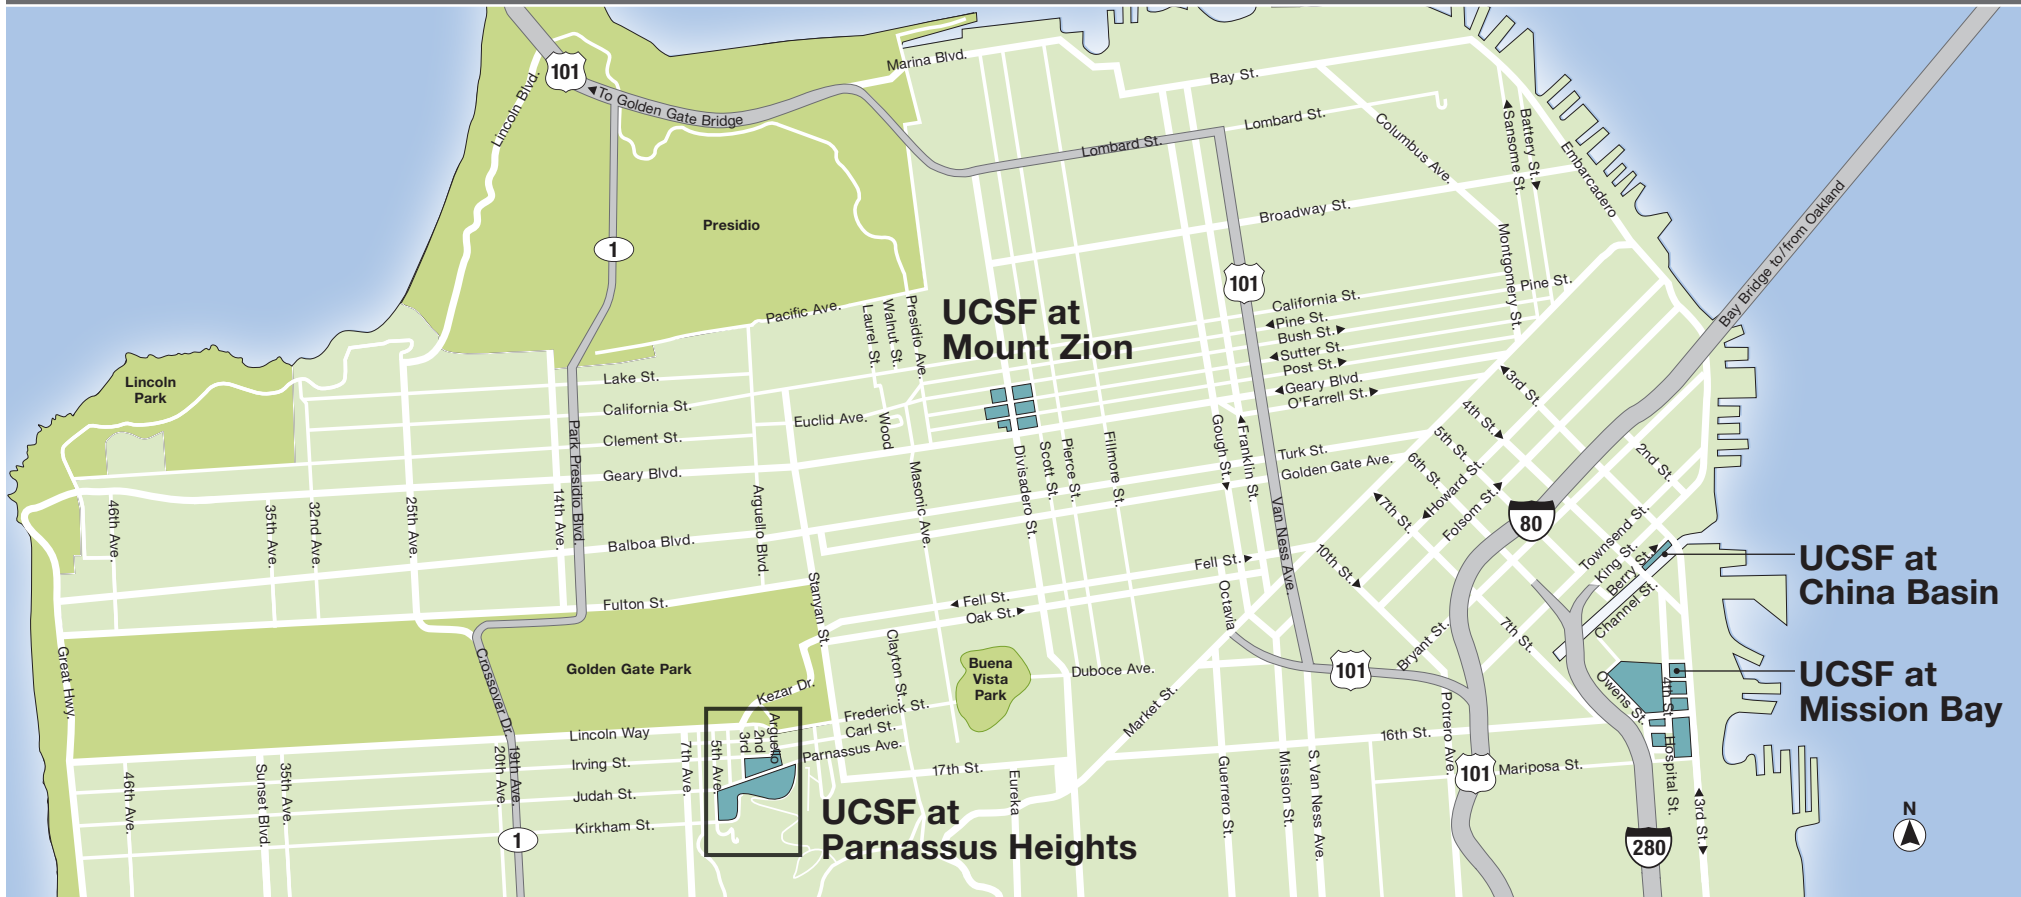 101
To Golden Gate Bridge
Lincoln Blvd.
Marina Blvd.
Bay St.
Lombard St.
Lombard St.
Columbus Ave.
Sansome St.
Battery St.
Embarcadero
Broadway St.
Presidio
1
101
Montgomery St.
Bay Bridge to/from Oakland
Pacific Ave.
Laurel St.
Walnut St.
Presidio Ave.
UCSF at
Mount Zion
California St.
Pine St.
Pine St.
Bush St.
Sutter St.
Post St.
Geary Blvd.
O'Farrell St.
Lincoln
Park
Lake St.
California St.
Clement St.
Geary Blvd.
Euclid Ave.
Wood
Park Presidio Blvd.
3rd St.
4th St.
5th St.
6th St.
7th St.
2nd St.
Howard St.
Folsom St.
Gough St.
Franklin St.
Turk St.
Golden Gate Ave.
Van Ness Ave.
Divisadero St.
Scott St.
Pierce St.
Fillmore St.
Masonic Ave.
Arguello Blvd.
46th Ave.
35th Ave.
32nd Ave.
25th Ave.
14th Ave.
Balboa Blvd.
80
10th St.
Townsend St.
King St.
Berry St.
Channel St.
UCSF at
China Basin
Fell St.
Fell St.
Oak St.
Octavia
Fulton St.
Stanyan St.
Clayton St.
Great Hwy.
Golden Gate Park
Crossover Dr.
Buena
Vista
Park
Duboce Ave.
101
Bryant St.
7th St.
Kezar Dr.
Frederick St.
Carl St.
Parnassus Ave.
Market St.
Potrero Ave.
Owens St.
4th St.
UCSF at
Mission Bay
Lincoln Way
Irving St.
Judah St.
Kirkham St.
7th Ave.
5th Ave.
3rd
2nd
Arguello
17th St.
16th St.
Mariposa St.
101
46th Ave.
Sunset Blvd.
35th Ave.
20th Ave.
19th Ave.
1
Eureka
Guerrero St.
Mission St.
S.Van Ness Ave.
Hospital St.
3rd St.
280
UCSF at
Parnassus Heights
N